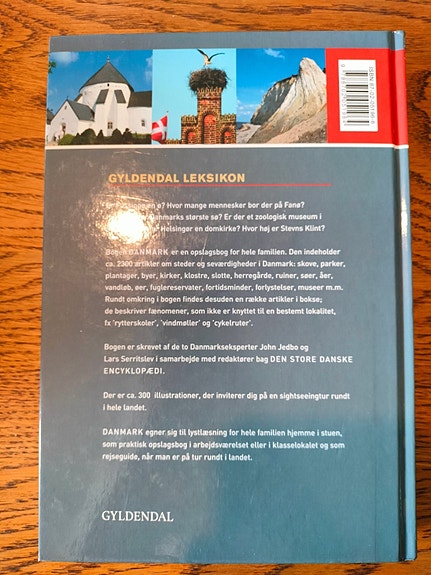 GYLDENDAL LEKSIKON
Hvor mange mennesker bor der på Fanø?
Danmarks største sø? Er der et zoologisk museum i
Helsingør en domkirke? Hvor høj er Stevns Klint?
Bogen DANMARK er en opslagsbog for hele familien. Den indeholder
ca. 2300 artikler om steder og seværdigheder i Danmark: skove, parker,
plantager, byer, kirker, klostre, slotte, herregårde, ruiner, søer, åer,
vandløb, øer, fuglereservater, fortidsminder, forlystelser, museer m.m.
Rundt omkring i bogen findes desuden en række artikler i bokse;
de beskriver fænomener, som ikke er knyttet til en bestemt lokalitet,
fx 'rytterskoler', 'vindmøller' og 'cykelruter'.
Bogen er skrevet af de to Danmarkseksperter John Jedbo og
Lars Serritslev i samarbejde med redaktører bag DEN STORE DANSKE
ENCYKLOPÆDI.
Der er ca. 300 illustrationer, der inviterer dig på en sightseeingtur rundt
i hele landet.
DANMARK egner sig til lystlæsning for hele familien hjemme i stuen,
som praktisk opslagsbog i arbejdsværelset eller i klasselokalet og som
rejseguide, når man er på tur rundt i landet.
GYLDENDAL